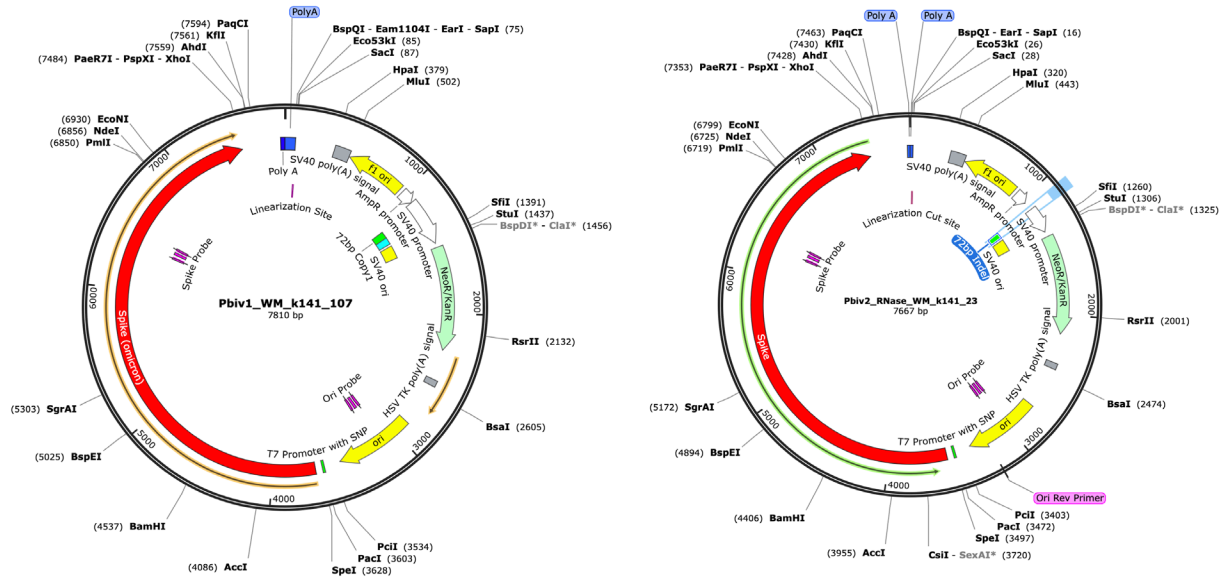 PolyA
(7594) PaqCI
(7561) KflI
(7559) AhdI
(7484) PaeR7I - PspXI - XhoI
BspQI - Eam1104I - EarI - SapI (75)
Eco53kI (85)
SacI (87)
HpaI (379)
MluI (502)
(6930) EcoNI
(6856) NdeI
(6850) PmlI
7000
1000
Poly A
SV40 poly(A) signal
f1 ori
AmpR promoter
SV40 promoter
Linearization Site
SfiI (1391)
StuI (1437)
BspDI* - ClaI* (1456)
72bp Copy1
SV40 ori
Spike Probe
NeoR/KanR
6000
2000
Pbiv1_WM_k141_107
7810 bp
RsrII (2132)
Spike (omicron)
HSV TK poly(A) signal
Ori Probe
(5303) SgrAI
BsaI (2605)
T7 Promoter with SNP
ori
5000
3000
(5025) BspEI
4000
(4537) BamHI
PciI (3534)
PacI (3603)
SpeI (3628)
(4086) AccI
Poly A
Poly A
(7463) PaqCI
(7430) KflI
(7428) AhdI
(7353) PaeR7I - PspXI - XhoI
BspQI - EarI - SapI (16)
Eco53kI (26)
SacI (28)
HpaI (320)
MluI (443)
(6799) EcoNI
(6725) NdeI
(6719) PmlI
7000
1000
SV40 poly(A) signal
f1 ori
AmpR promoter
SV40 promoter
Linearization Cut site
SfiI (1260)
StuI (1306)
BspDI* - ClaI* (1325)
72bp Indel
SV40 ori
Spike Probe
NeoR/KanR
6000
2000
Pbiv2_RNase_WM_k141_23
7667 bp
RsrII (2001)
Spike
HSV TK poly(A) signal
Ori Probe
(5172) SgrAI
BsaI (2474)
T7 Promoter with SNP
ori
5000
3000
(4894) BspEI
4000
Ori Rev Primer
(4406) BamHI
PciI (3403)
PacI (3472)
SpeI (3497)
(3955) AccI
CsiI - SexAI* (3720)